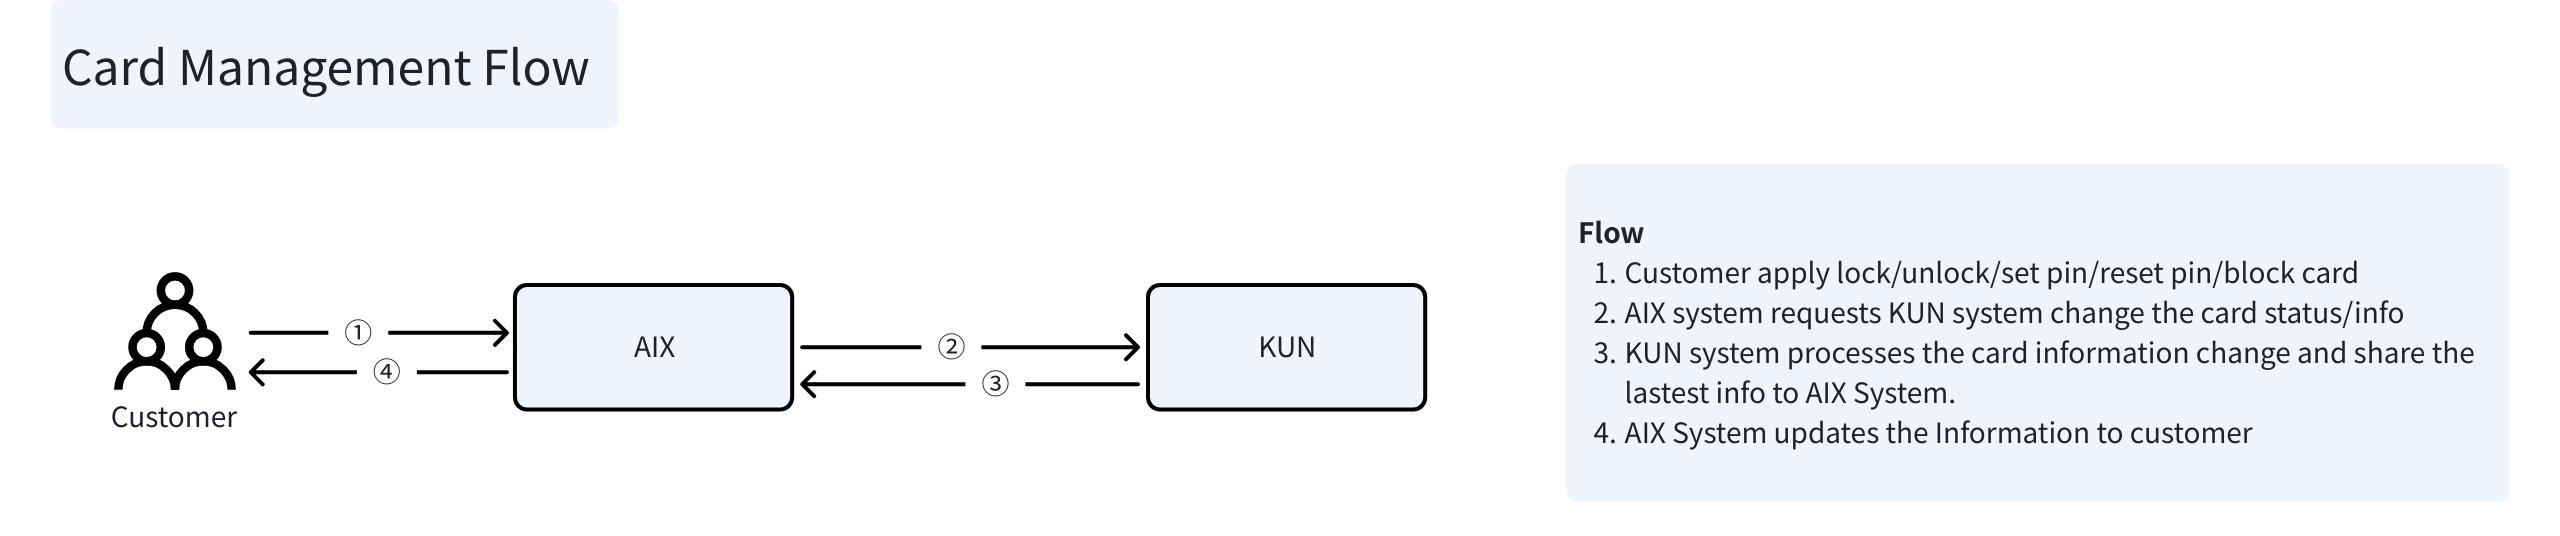 Card Management Flow
①
④
Customer
AIX
②
③
KUN
Flow
1. Customer apply lock/unlock/set pin/reset pin/block card
2. AIX system requests KUN system change the card status/info
3. KUN system processes the card information change and share the
lastest info to AIX System.
4. AIX System updates the Information to customer